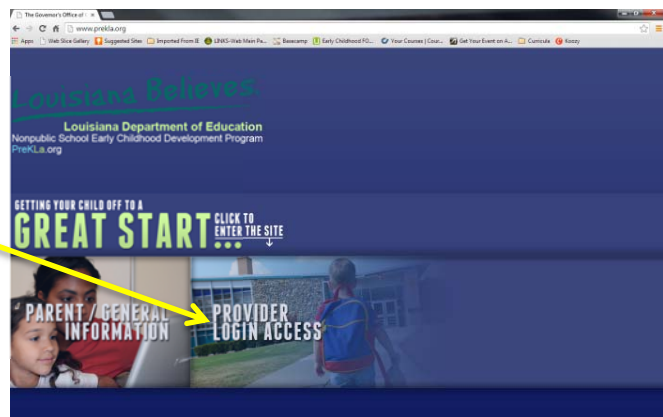 The Governor's Office of
www.prekla.org
Apps Web Slice Gallery Suggested Sites Imported From IE LINKS-Web Main Pa... Basecamp Early Childhood FO... Your Courses | Cour... Get Your Event on A... Curricula
Louisiana Believes.
Louisiana Department of Education
Nonpublic School Early Childhood Development Program
PreKLa.org
GETTING YOUR CHILD OFF TO A
GREAT START...
CLICK TO
ENTER THE SITE
PARENT / GENERAL
INFORMATION
PROVIDER
LOGIN ACCESS